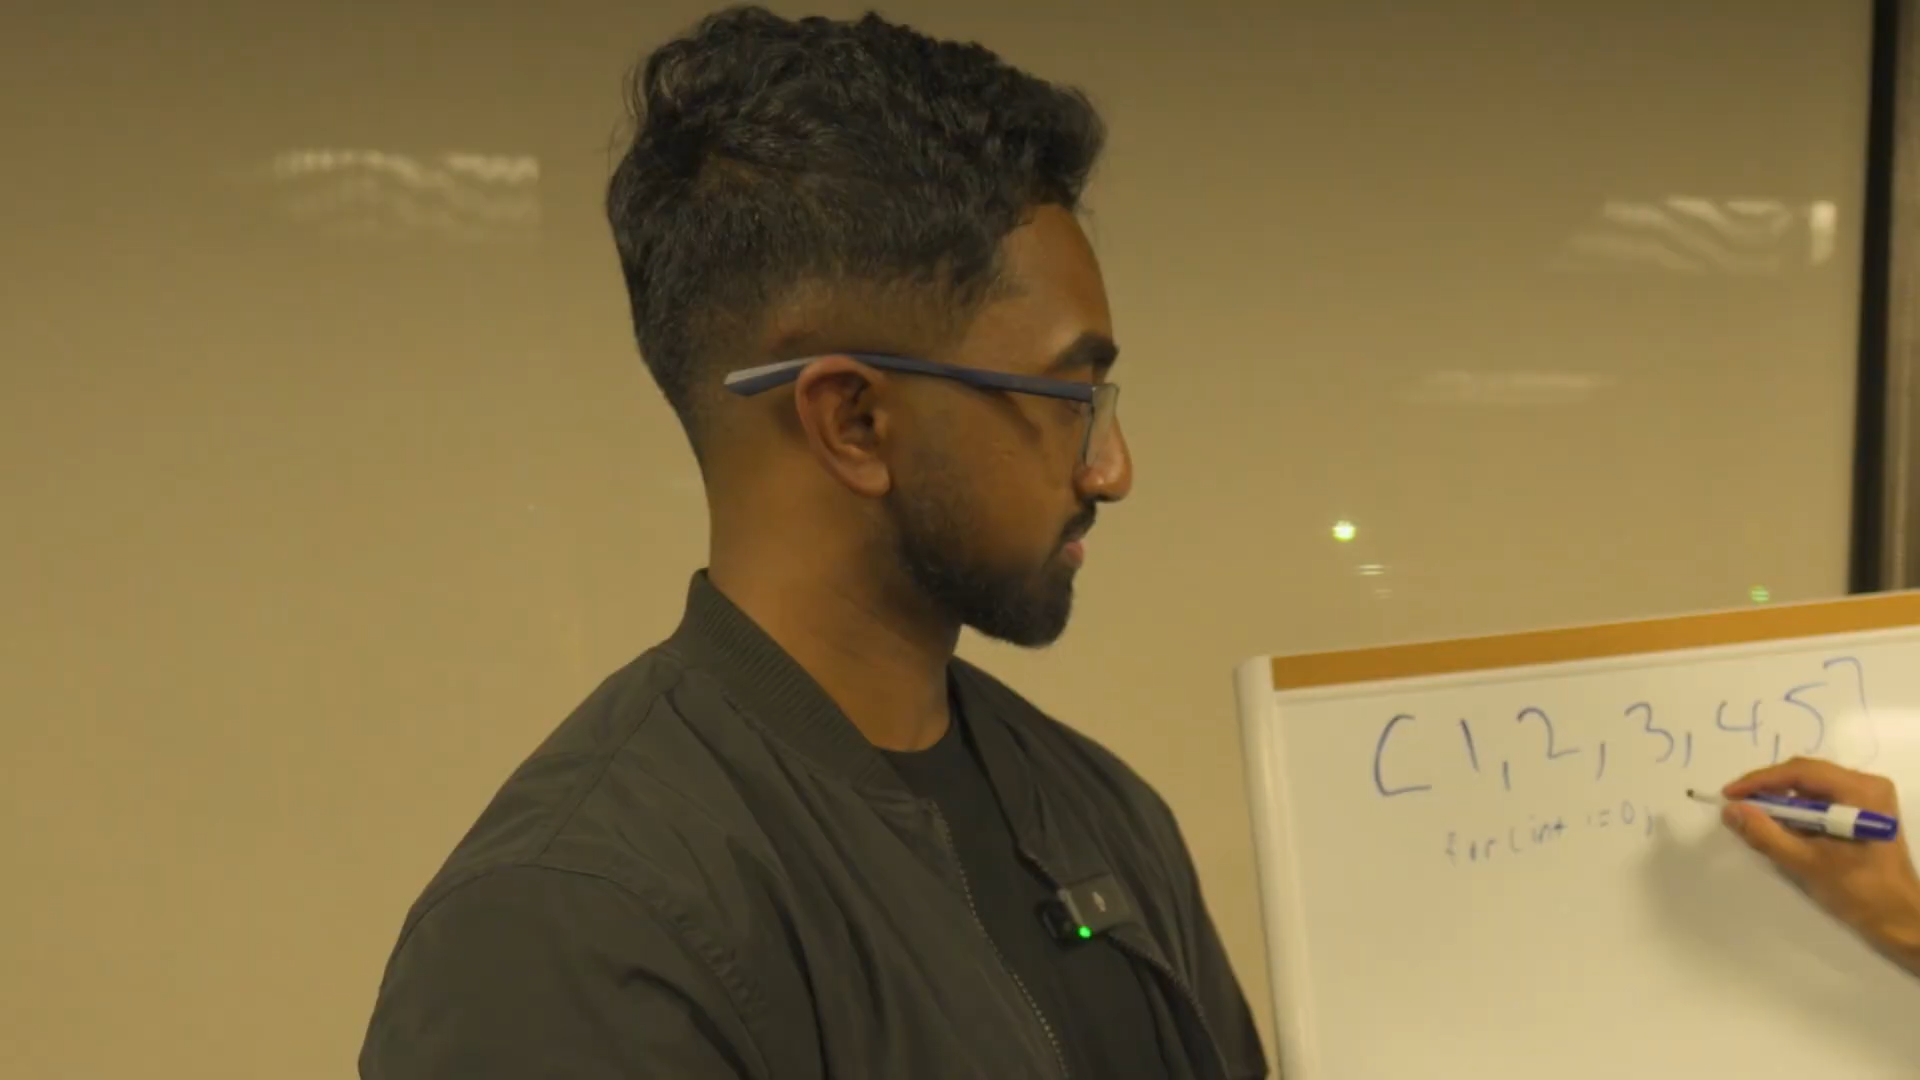 [1,2,3,4,5]
for(int i=0;